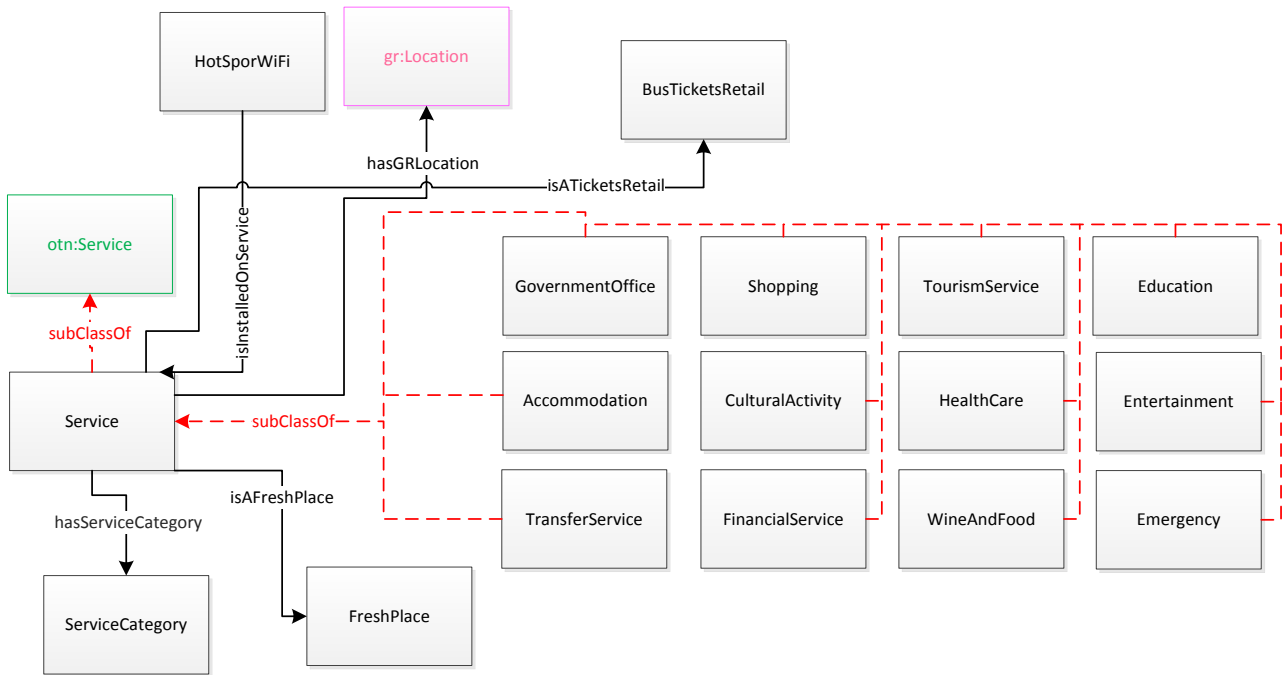 HotSporWiFi
gr:Location
BusTicketsRetail
hasGRLocation
isATicketsRetail
otn:Service
isInstalledOnService
subClassOf
GovernmentOffice
Shopping
TourismService
Education
Service
subClassOf
Accommodation
CulturalActivity
HealthCare
Entertainment
isAFreshPlace
hasServiceCategory
TransferService
FinancialService
WineAndFood
Emergency
ServiceCategory
FreshPlace